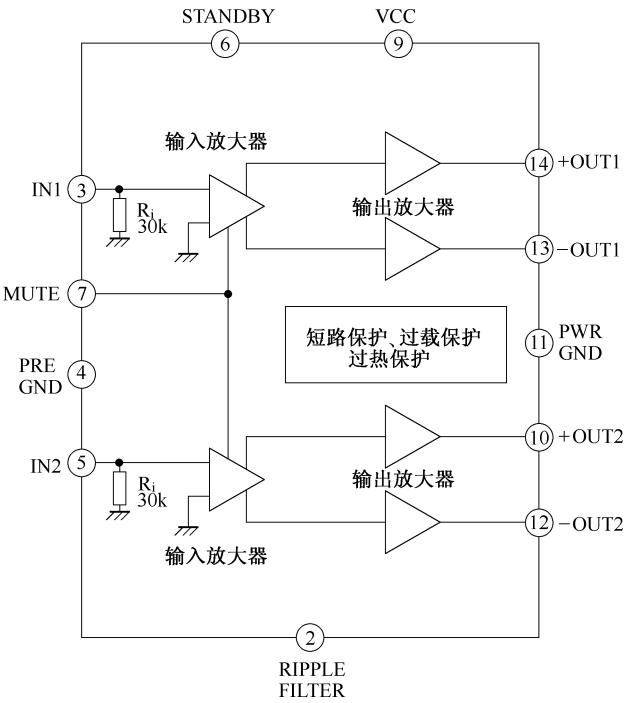 STANDBY
VCC
6
9
输入放大器
IN1
3
Ri
30k
14
+OUT1
输出放大器
13
−OUT1
MUTE
7
短路保护、过载保护
过热保护
11
PWR
GND
PRE
GND
4
IN2
5
Ri
30k
10
+OUT2
输出放大器
12
−OUT2
输入放大器
2
RIPPLE
FILTER